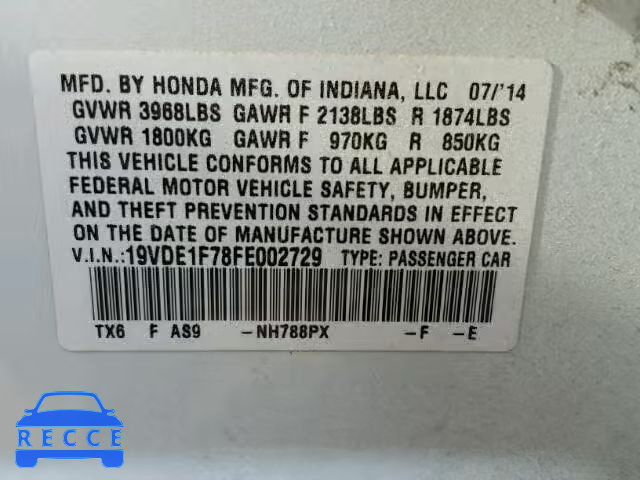 MFD. BY HONDA MFG. OF INDIANA, LLC 07/'14
GVWR 3968LBS GAWR F 2138LBS R 1874LBS
GVWR 1800KG GAWR F 970KG R 850KG
THIS VEHICLE CONFORMS TO ALL APPLICABLE
FEDERAL MOTOR VEHICLE SAFETY, BUMPER,
AND THEFT PREVENTION STANDARDS IN EFFECT
ON THE DATE OF MANUFACTURE SHOWN ABOVE.
V.I.N.:19VDE1F78FE002729 TYPE: PASSENGER CAR
TX6 F AS9 -NH788PX -F -E
RECCE